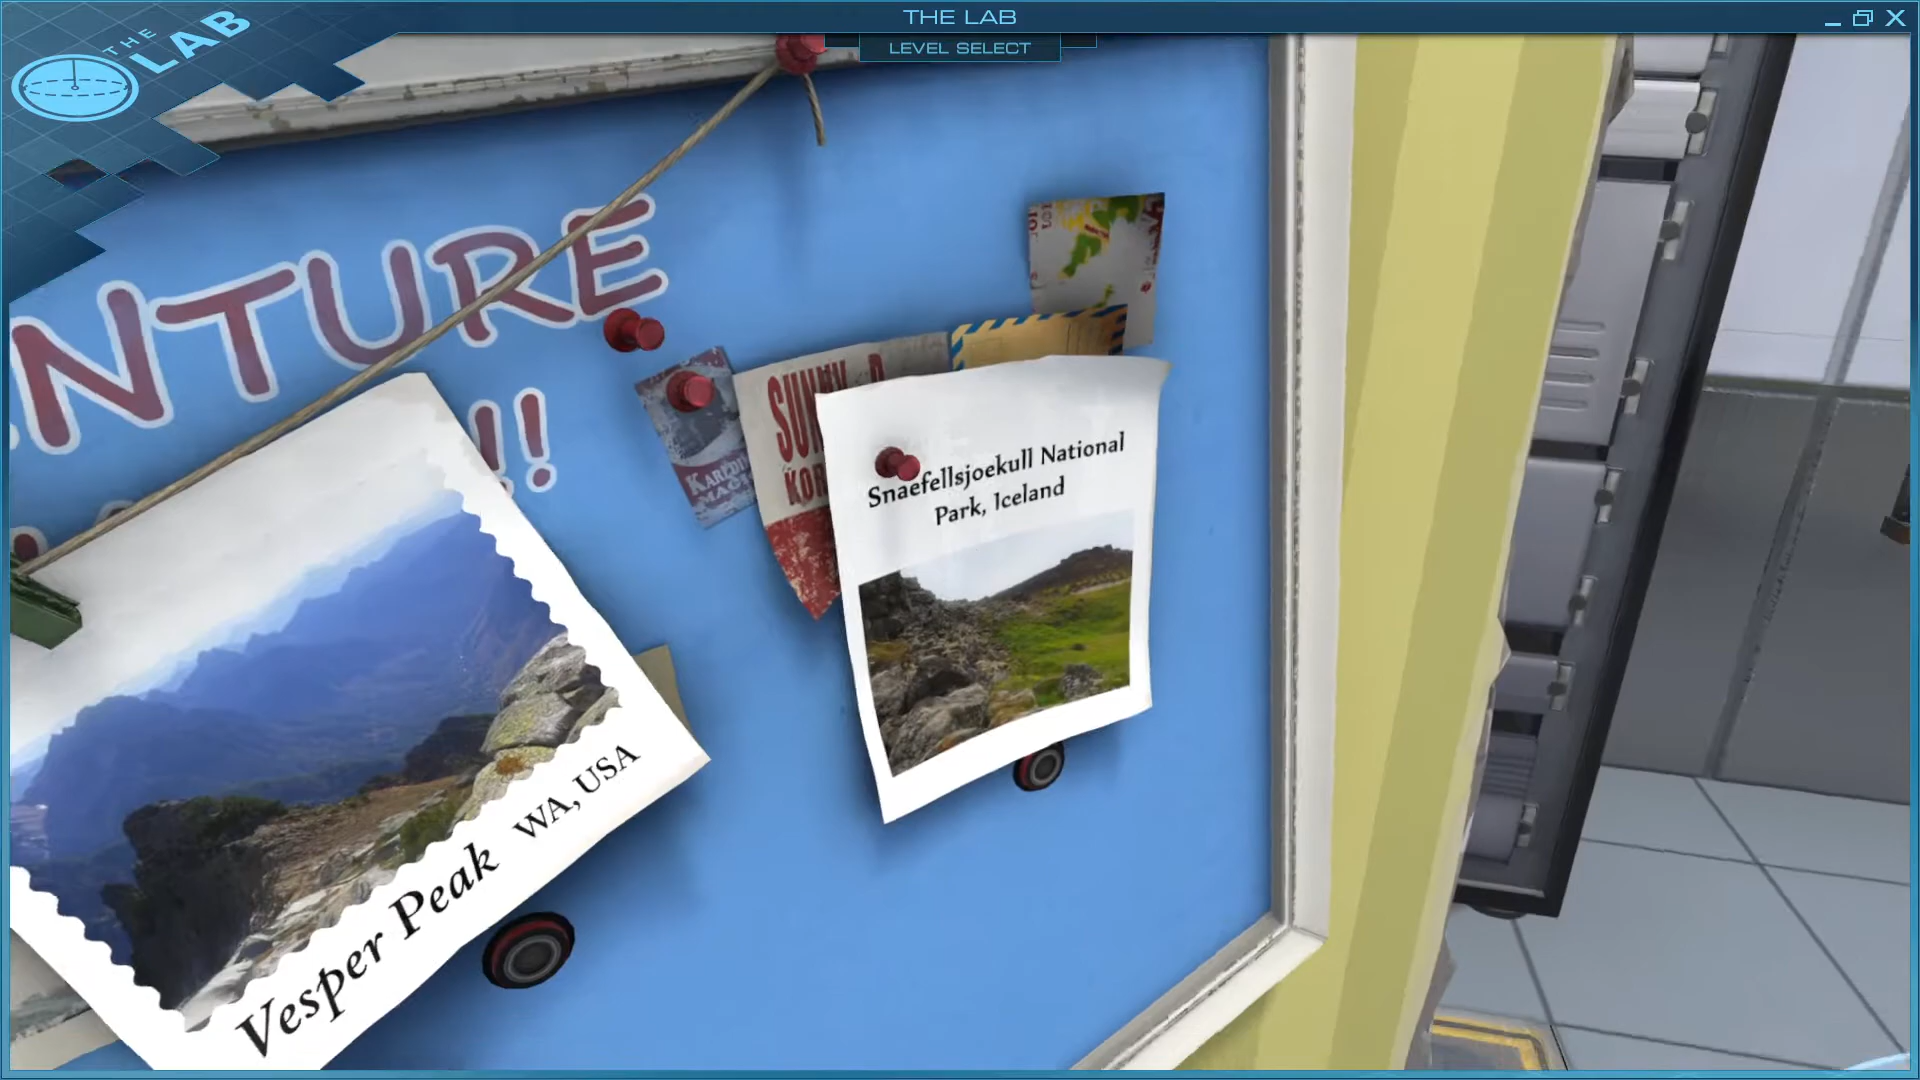 THE LAB
LEVEL SELECT
THE
LAB
NTURE
!!
Snaefellsjoekull National
Park, Iceland
Vesper Peak WA, USA